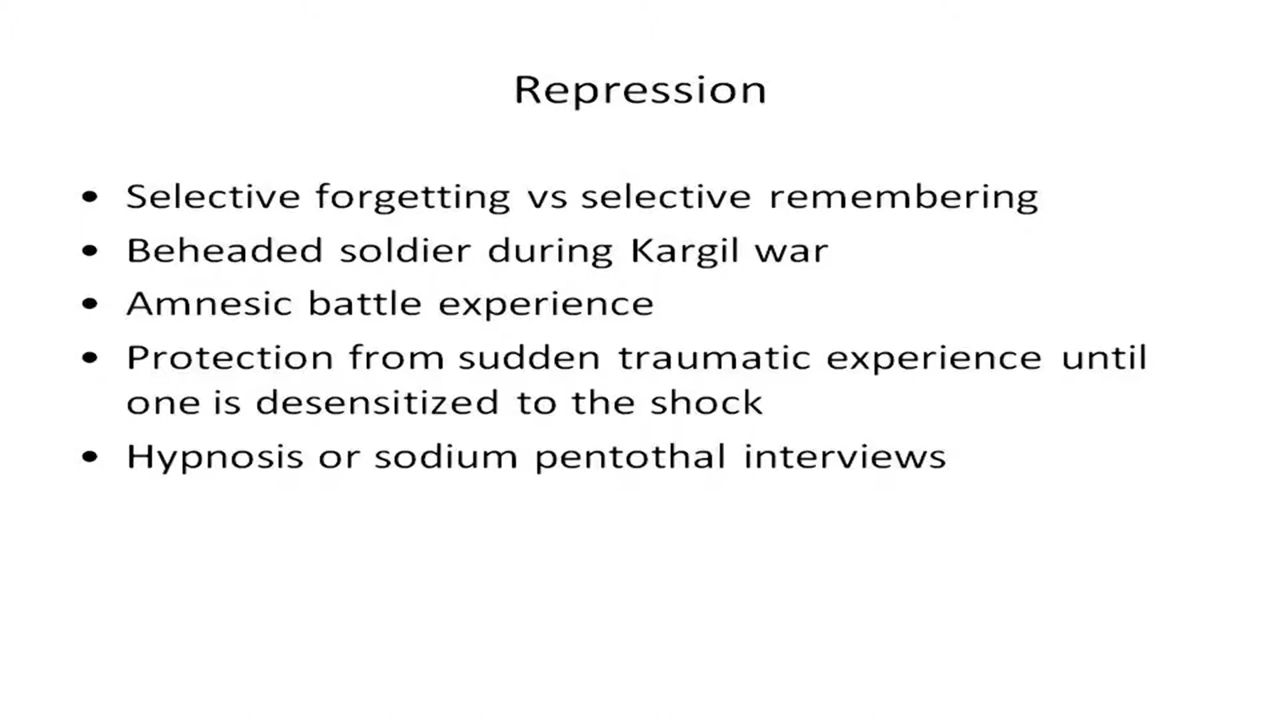 Repression
• Selective forgetting vs selective remembering
• Beheaded soldier during Kargil war
• Amnesic battle experience
• Protection from sudden traumatic experience until
one is desensitized to the shock
• Hypnosis or sodium pentothal interviews